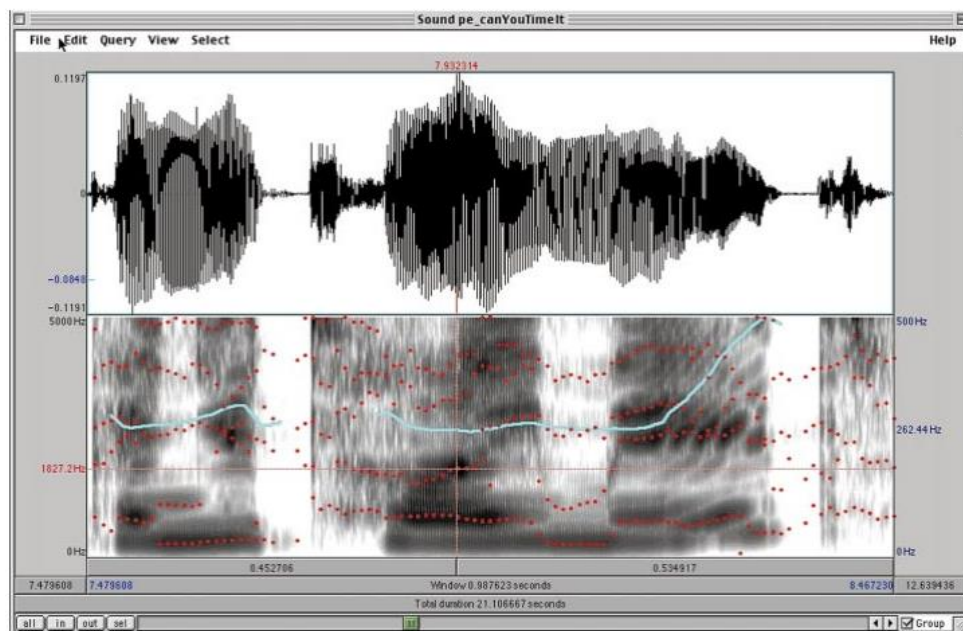 Sound pe_canYouTimeIt
File Edit Query View Select Help
7.932314
0.1197
0
-0.0848
-0.1191
5000Hz 500Hz
262.44Hz
1827.2Hz
0Hz 0Hz
0.452706 0.534917
7.479608 7.479608 Window 0.987623 seconds 8.467230 12.639436
Total duration 21.106667 seconds
all in out sel Group